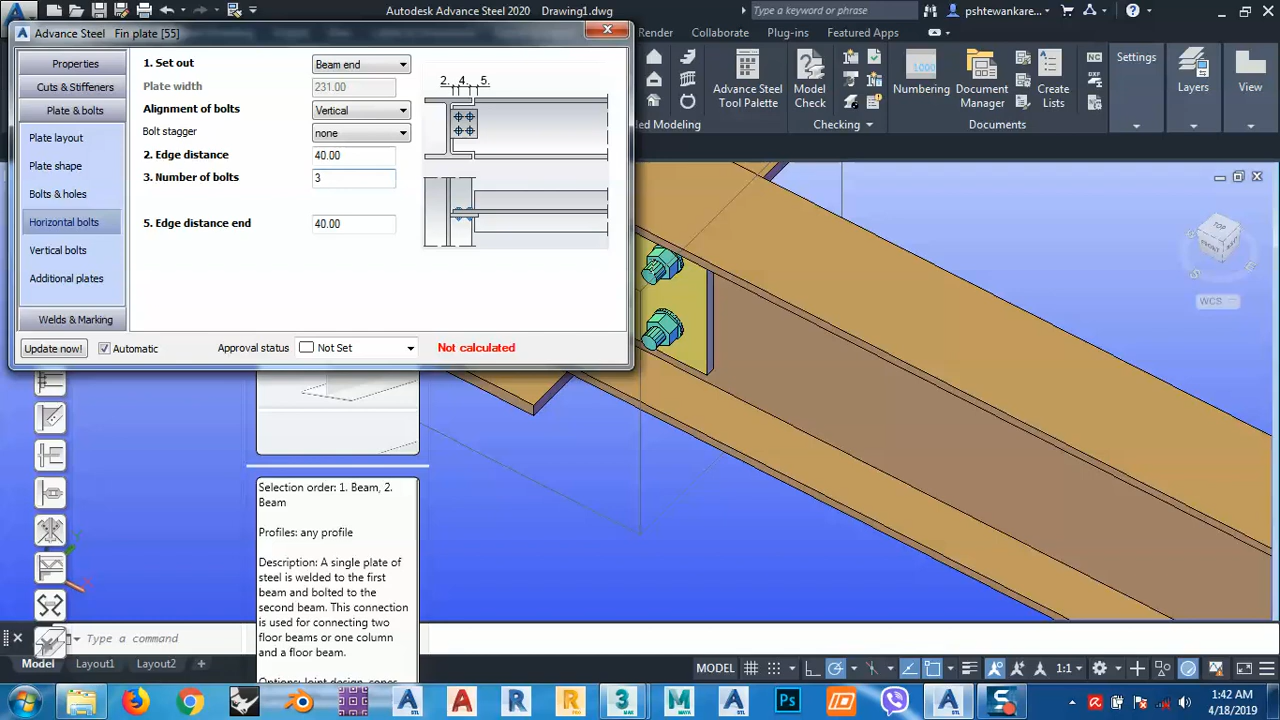 Autodesk Advance Steel 2020 Drawing1.dwg
Type a keyword or phrase
pshtewankare...
Advance Steel Fin plate [55]
Render
Collaborate
Plug-ins
Featured Apps
Properties
Cuts & Stiffeners
Plate & bolts
Plate layout
Plate shape
Bolts & holes
Horizontal bolts
Vertical bolts
Additional plates
Welds & Marking
1. Set out
Beam end
Plate width
231.00
Alignment of bolts
Vertical
Bolt stagger
none
2. Edge distance
40.00
3. Number of bolts
3
5. Edge distance end
40.00
2. 4. 5.
Update now!
Automatic
Approval status
Not Set
Not calculated
Advance Steel
Tool Palette
Model
Check
Numbering
Document
Manager
Create
Lists
Settings
Layers
View
Checking
Documents
TOP
FRONT
S
WCS
Selection order: 1. Beam, 2.
Beam
Profiles: any profile
Description: A single plate of
steel is welded to the first
beam and bolted to the
second beam. This connection
is used for connecting two
floor beams or one column
and a floor beam.
Options: Joint design, copes,
Type a command
Model
Layout1
Layout2
MODEL
1:1
1:42 AM
4/18/2019